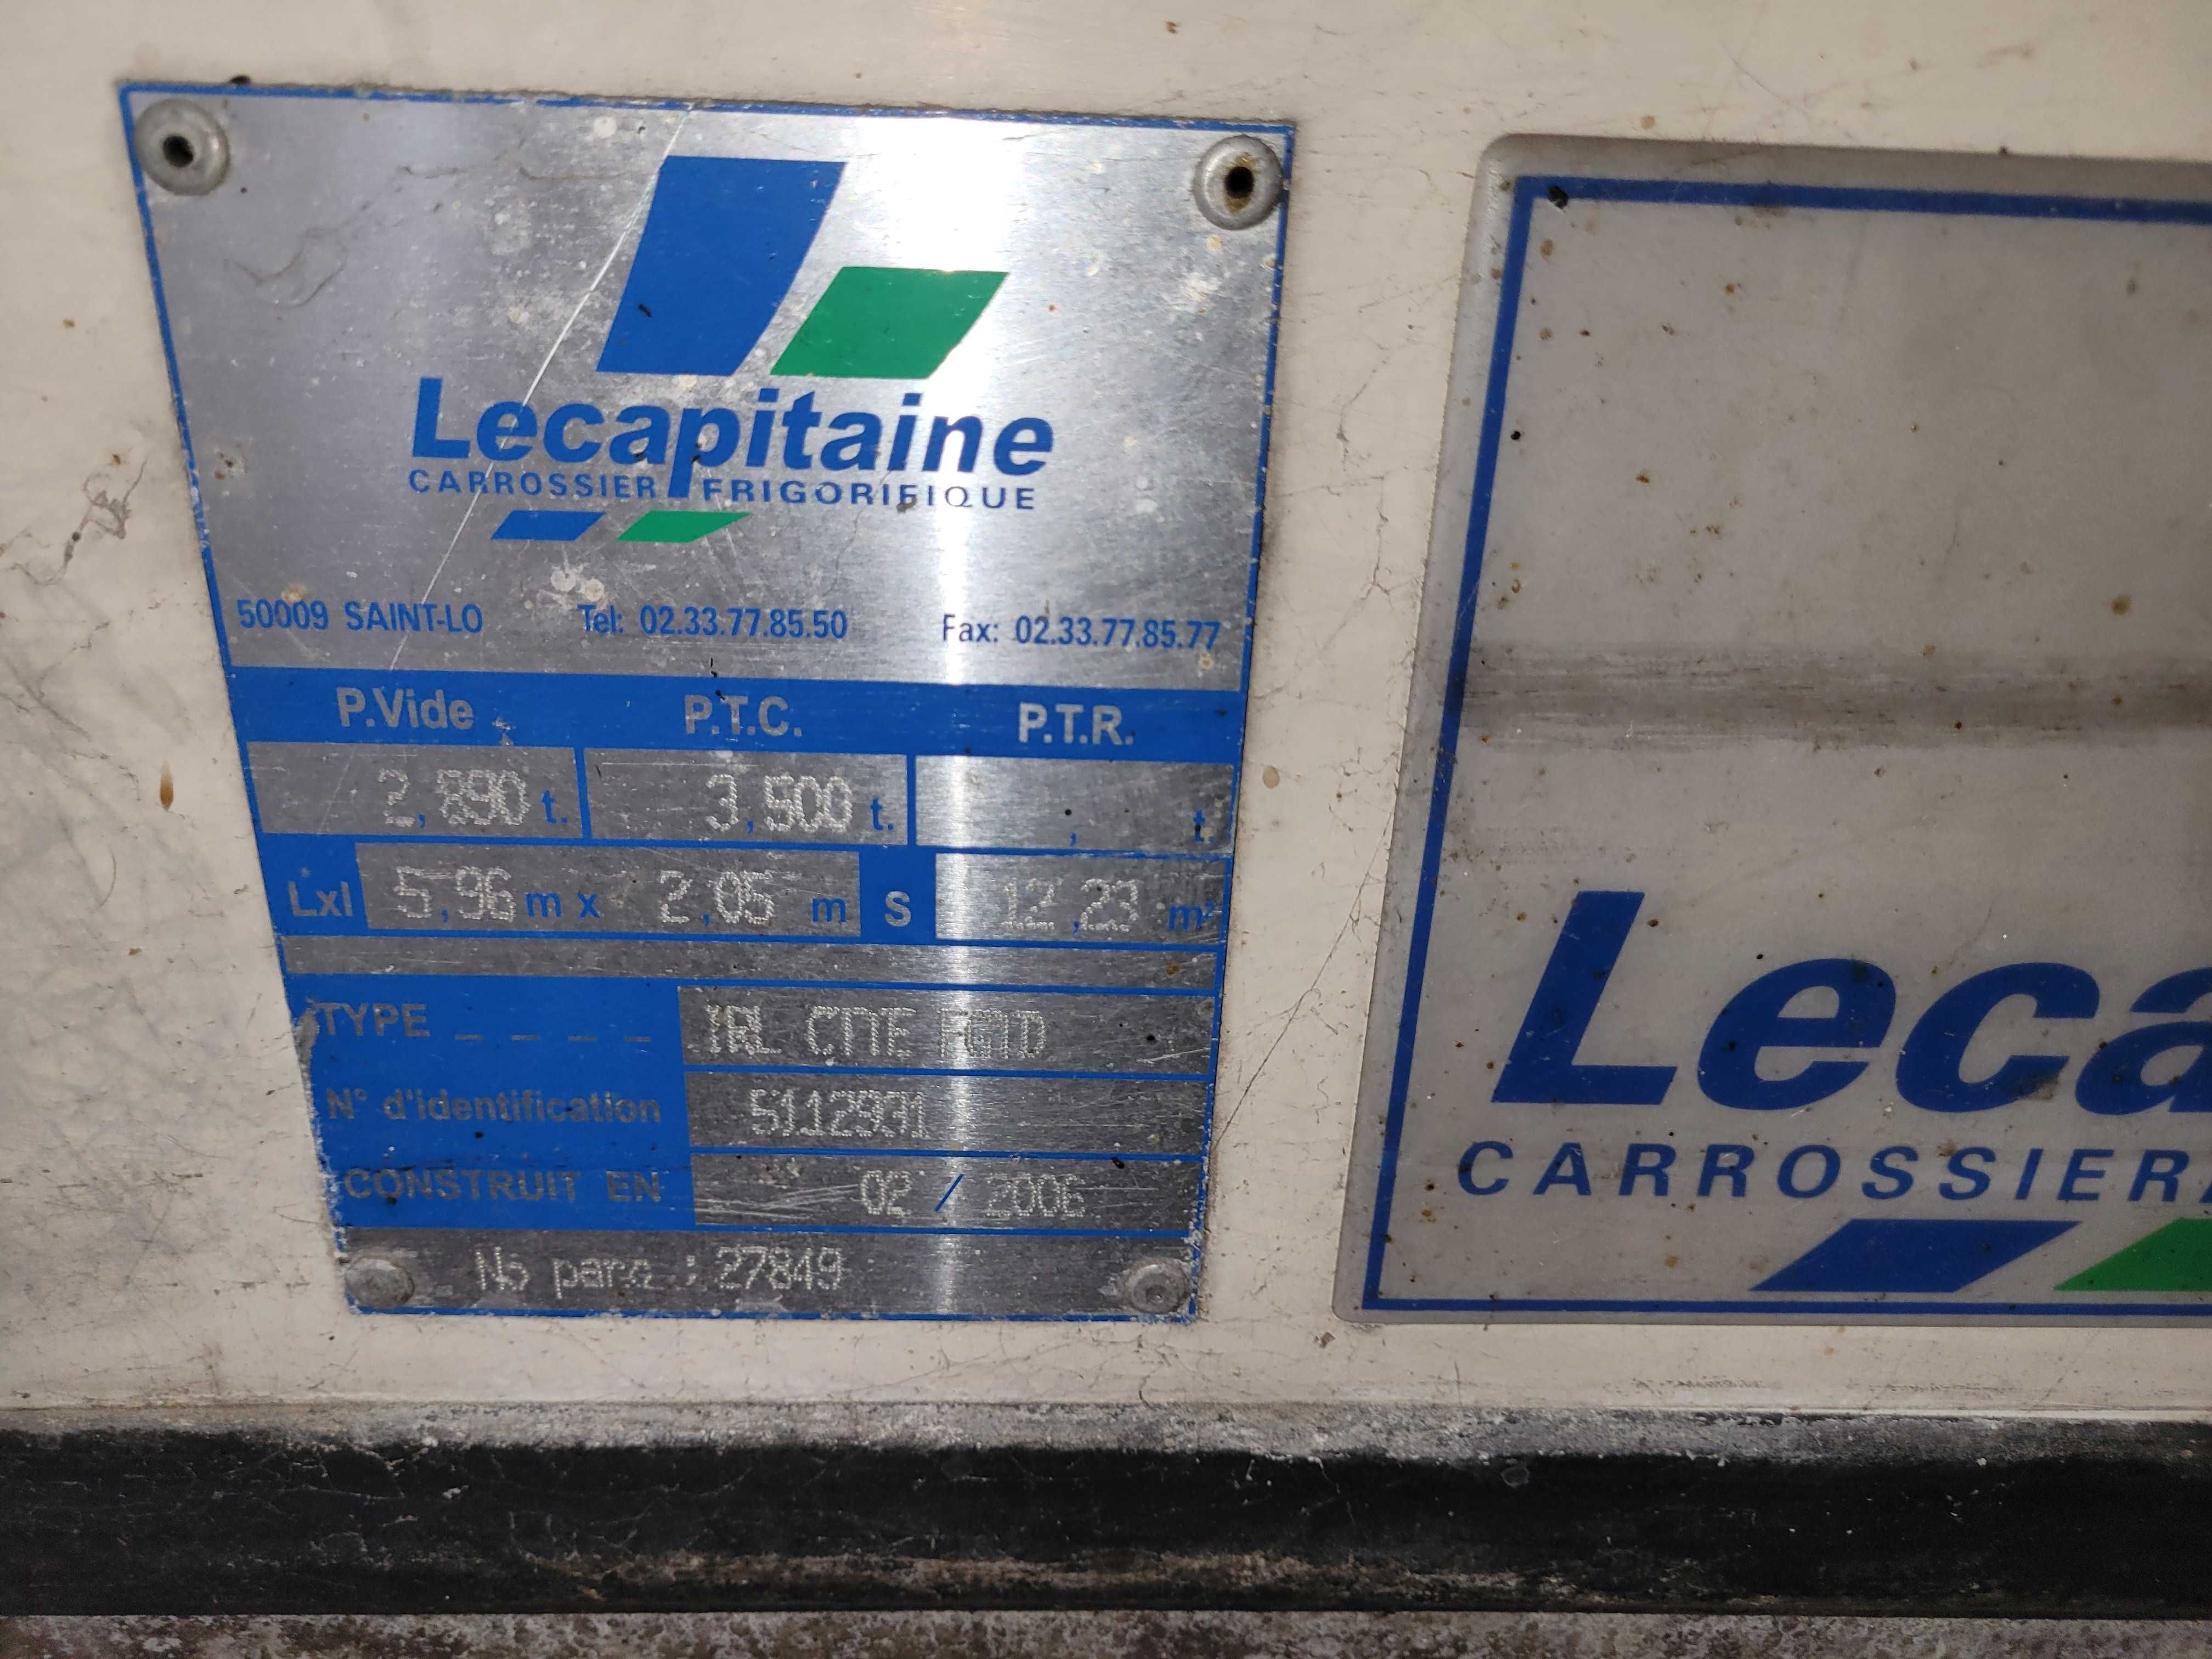 Lecapitaine
CARROSSIER FRIGORIFIQUE
50009 SAINT-LO Tel: 02.33.77.85.50 Fax: 02.33.77.85.77
P.Vide P.T.C. P.T.R.
2,890 t. 3,500 t. , t.
Lxl 5,96 m x 2,05 m S 12,23 m²
TYPE _ _ _ _ CITE
N° d'identification 5112931
CONSTRUIT EN 02 / 2006
No parc : 27849
Leca
CARROSSIER